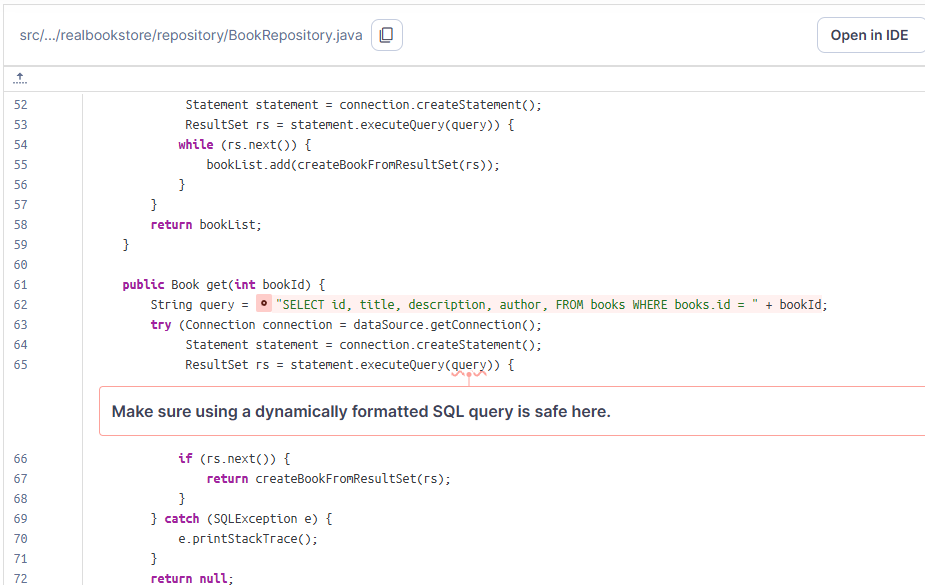 src/.../realbookstore/repository/BookRepository.java
Open in IDE
52 Statement statement = connection.createStatement();
53 ResultSet rs = statement.executeQuery(query)) {
54 while (rs.next()) {
55 bookList.add(createBookFromResultSet(rs));
56 }
57 }
58 return bookList;
59 }
60
61 public Book get(int bookId) {
62 String query = "SELECT id, title, description, author, FROM books WHERE books.id = " + bookId;
63 try (Connection connection = dataSource.getConnection();
64 Statement statement = connection.createStatement();
65 ResultSet rs = statement.executeQuery(query)) {
Make sure using a dynamically formatted SQL query is safe here.
66 if (rs.next()) {
67 return createBookFromResultSet(rs);
68 }
69 } catch (SQLException e) {
70 e.printStackTrace();
71 }
72 return null;